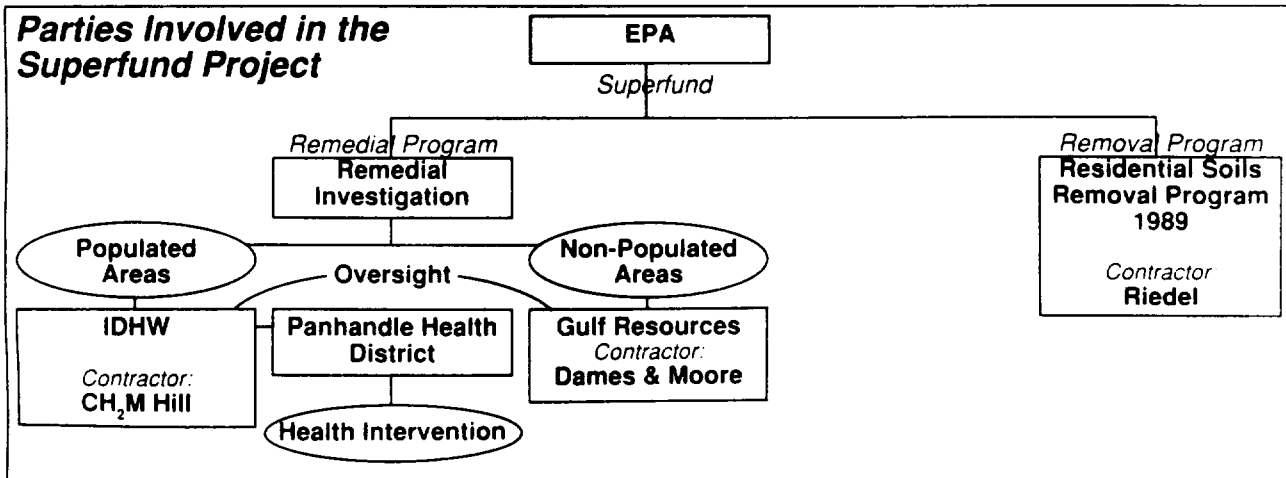 Parties Involved in the
Superfund Project
EPA
Superfund
Remedial Program
Remedial
Investigation
Removal Program
Residential Soils
Removal Program
1989
Contractor
Riedel
Populated
Areas
Oversight
Non-Populated
Areas
IDHW
Contractor:
CH₂M Hill
Panhandle Health
District
Health Intervention
Gulf Resources
Contractor:
Dames & Moore